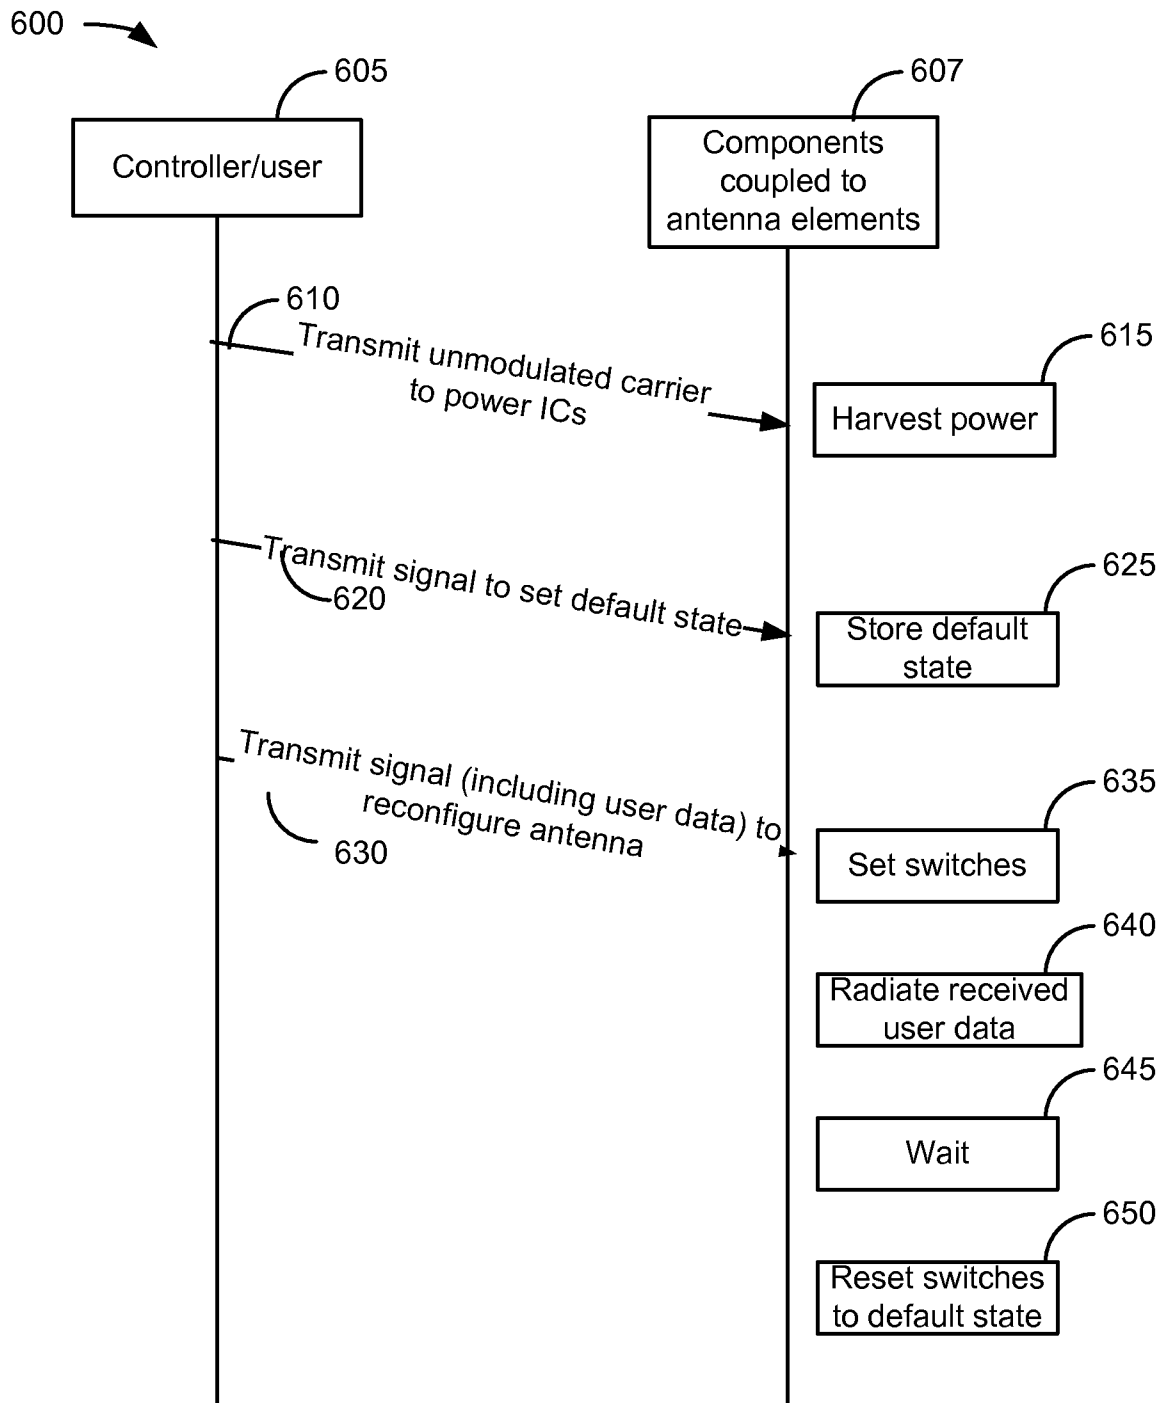 600
605
607
Controller/user
Components
coupled to
antenna elements
610
Transmit unmodulated carrier
to power ICs
615
Harvest power
Transmit signal to set default state
620
625
Store default
state
Transmit signal (including user data) to
reconfigure antenna
630
635
Set switches
640
Radiate received
user data
645
Wait
650
Reset switches
to default state